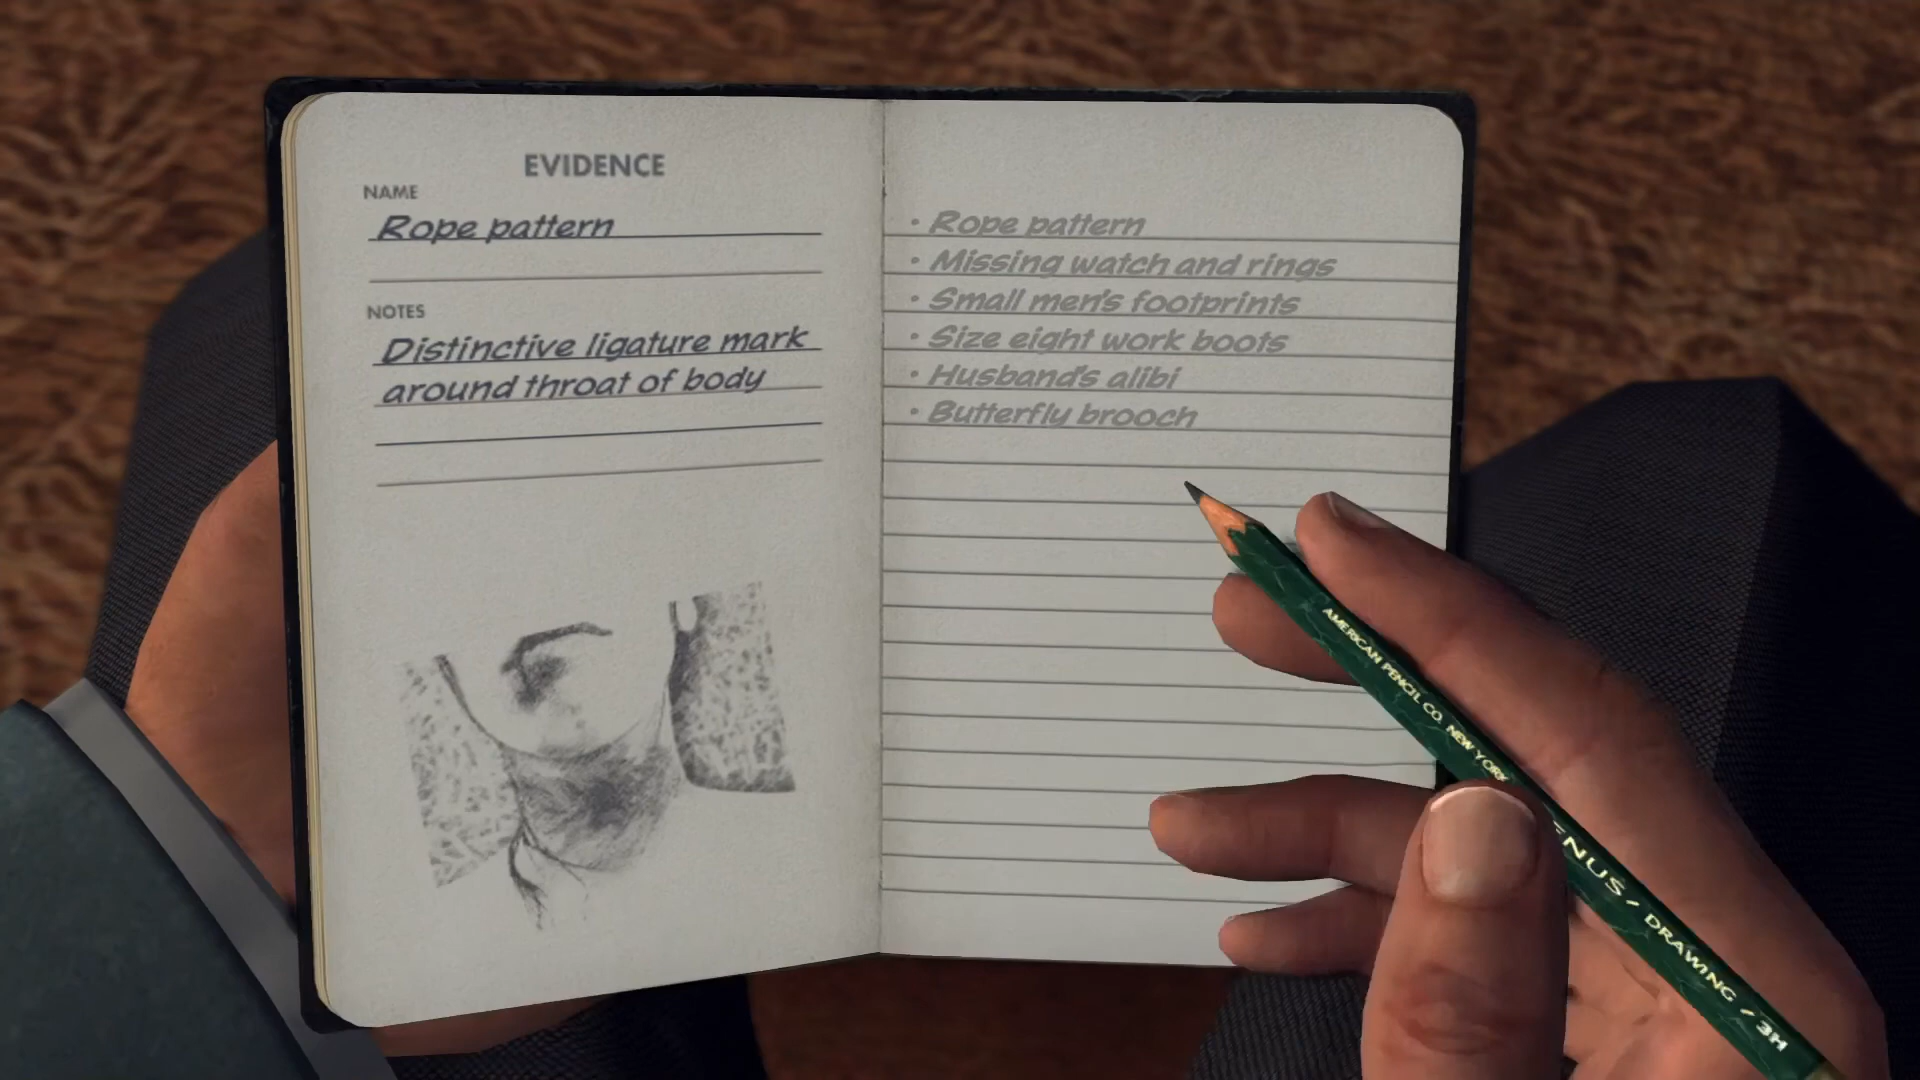 EVIDENCE
NAME
Rope pattern
NOTES
Distinctive ligature mark
around throat of body
• Rope pattern
• Missing watch and rings
• Small men's footprints
• Size eight work boots
• Husband's alibi
• Butterfly brooch
AMERICAN PENCIL CO. NEW YORK
ENUS / DRAWING / 3H